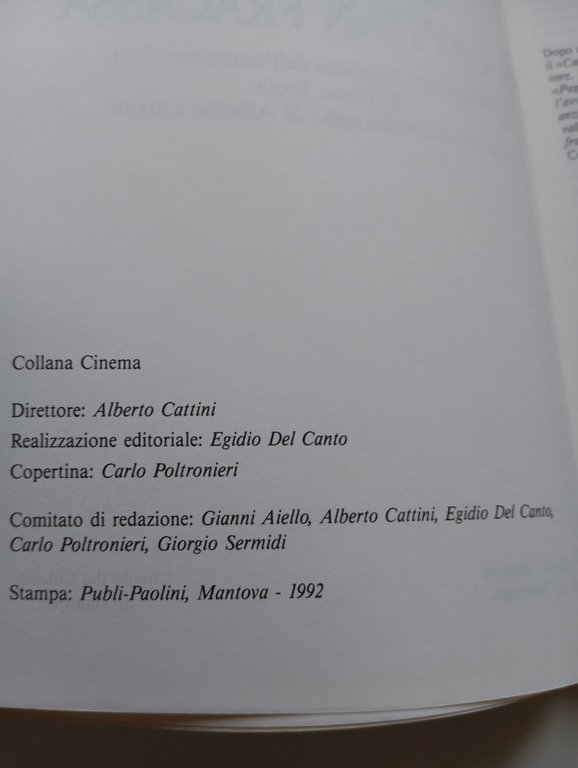 Collana Cinema
Direttore: Alberto Cattini
Realizzazione editoriale: Egidio Del Canto
Copertina: Carlo Poltronieri
Comitato di redazione: Gianni Aiello, Alberto Cattini, Egidio Del Canto,
Carlo Poltronieri, Giorgio Sermidi
Stampa: Publi-Paolini, Mantova - 1992
Dopo